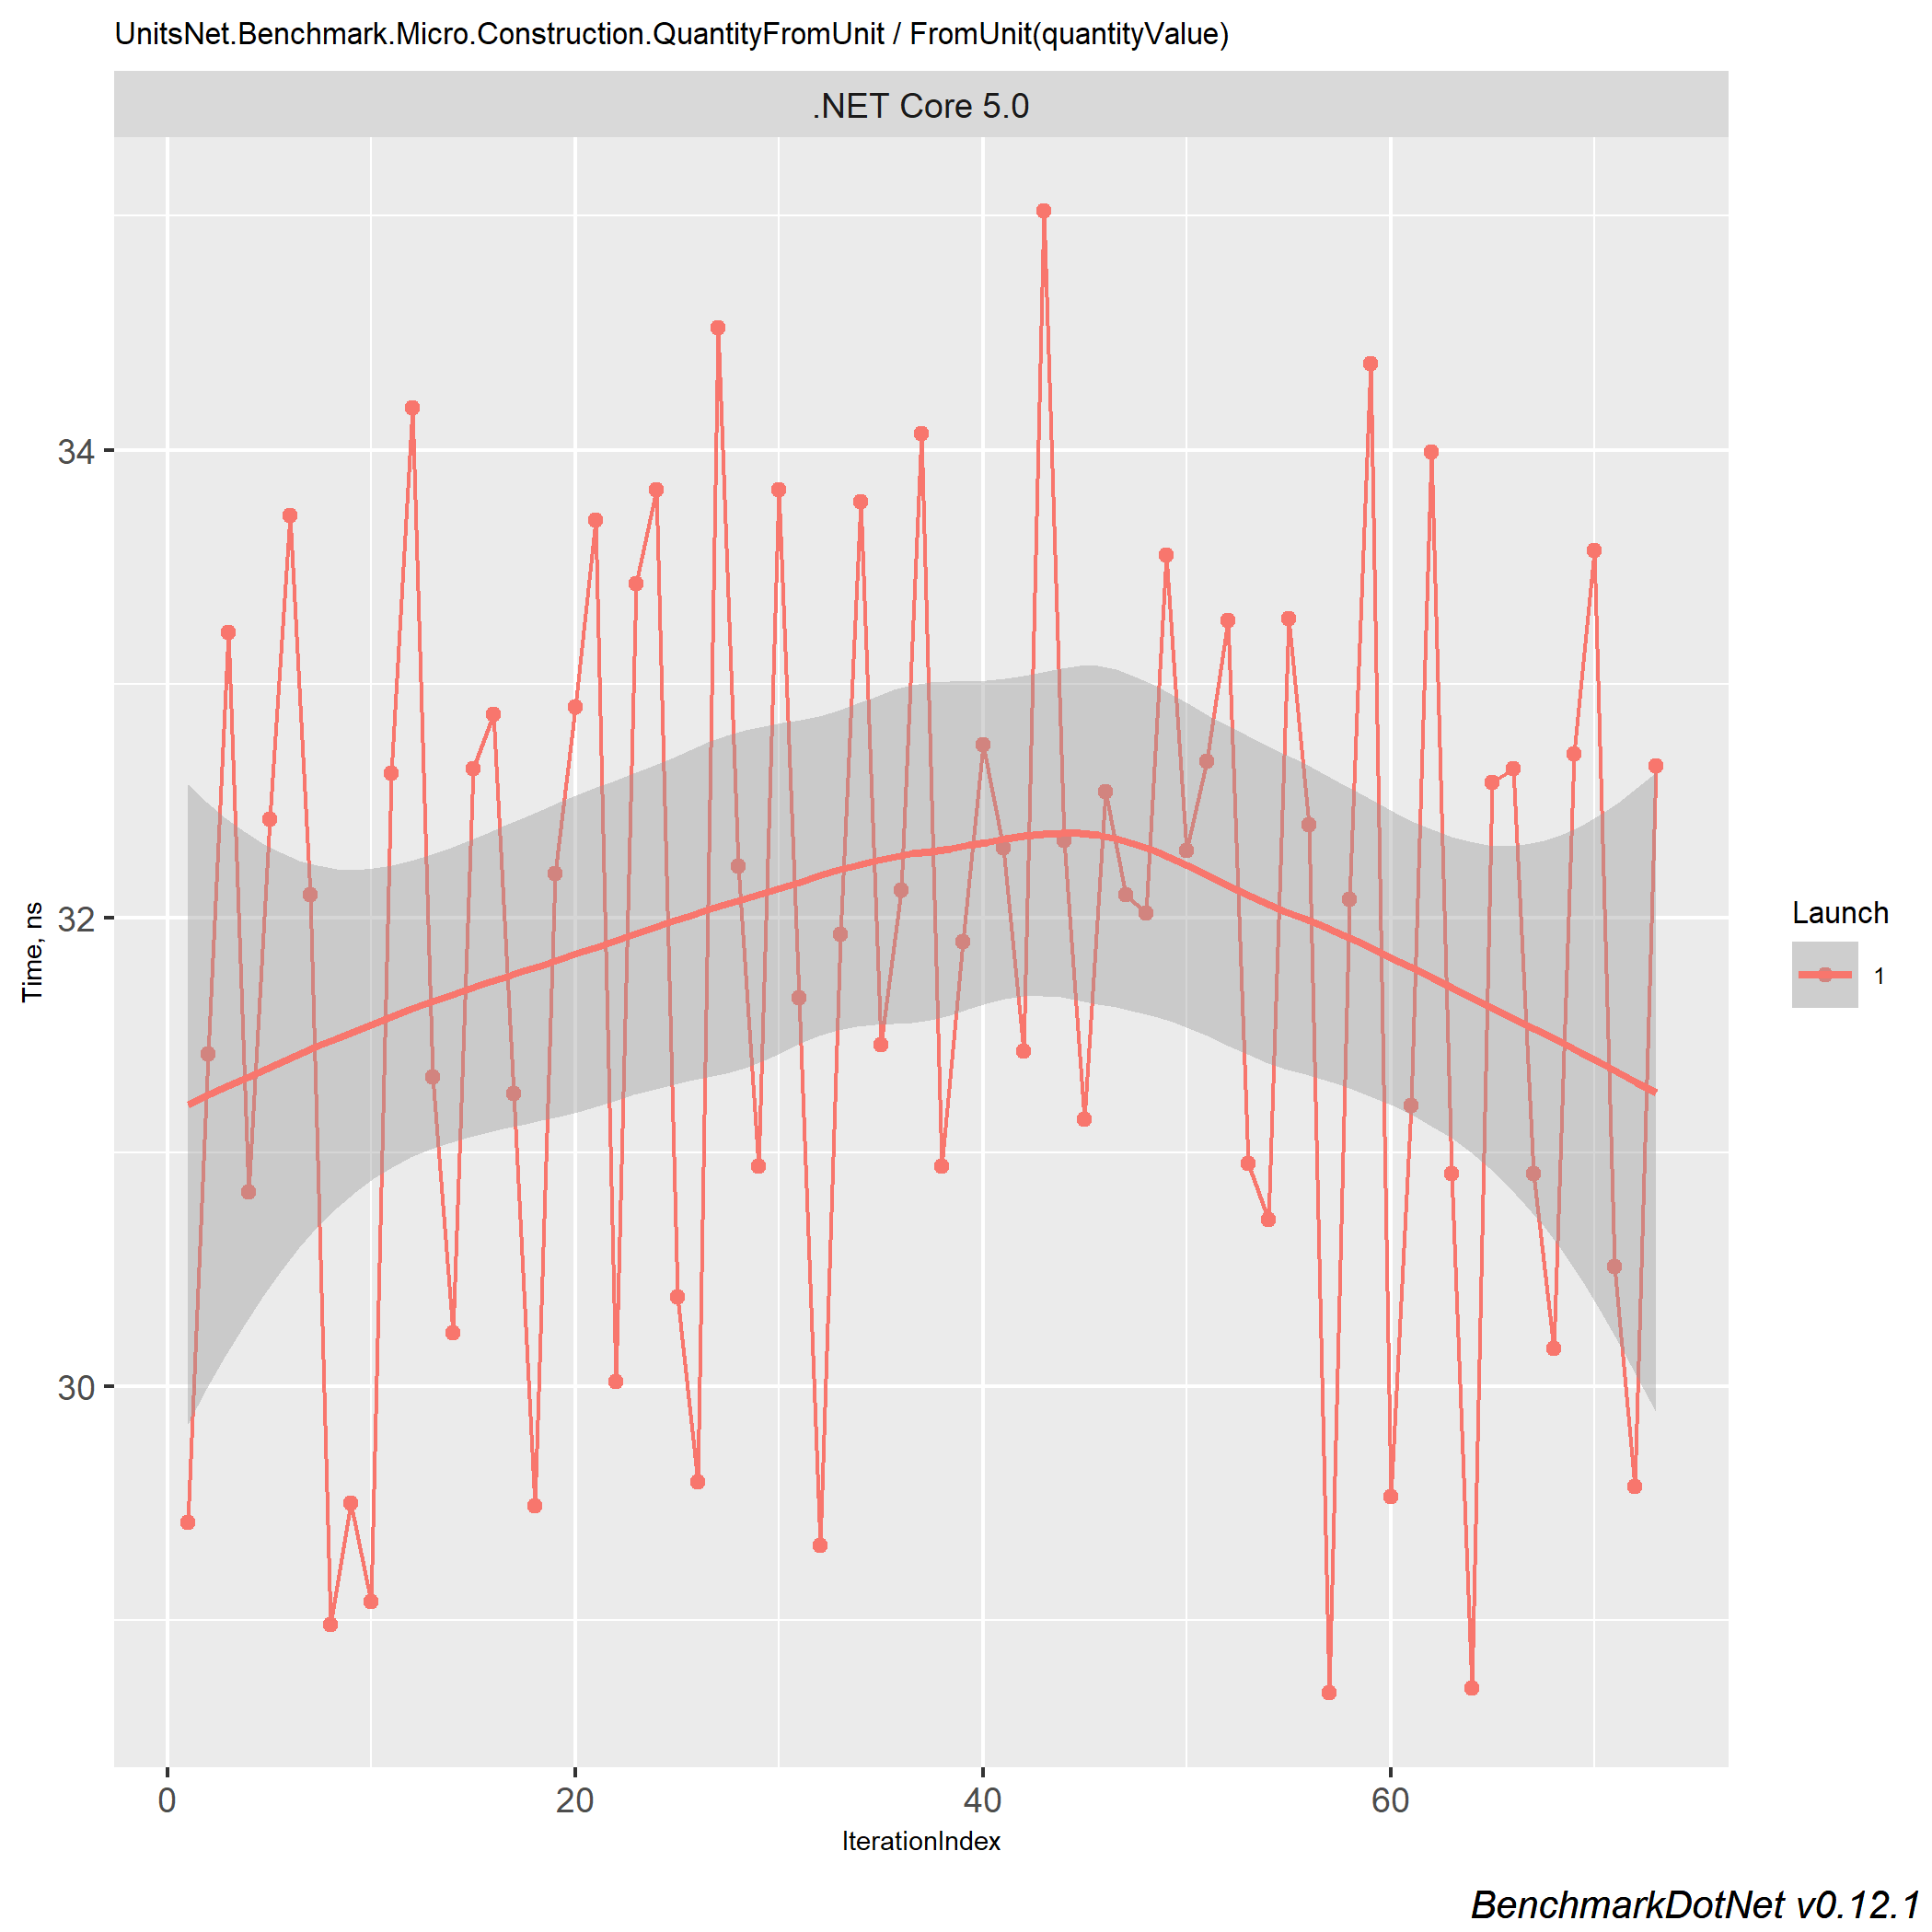 UnitsNet.Benchmark.Micro.Construction.QuantityFromUnit / FromUnit(quantityValue)
.NET Core 5.0
34
32
30
Time, ns
0 20 40 60
IterationIndex
Launch
1
BenchmarkDotNet v0.12.1